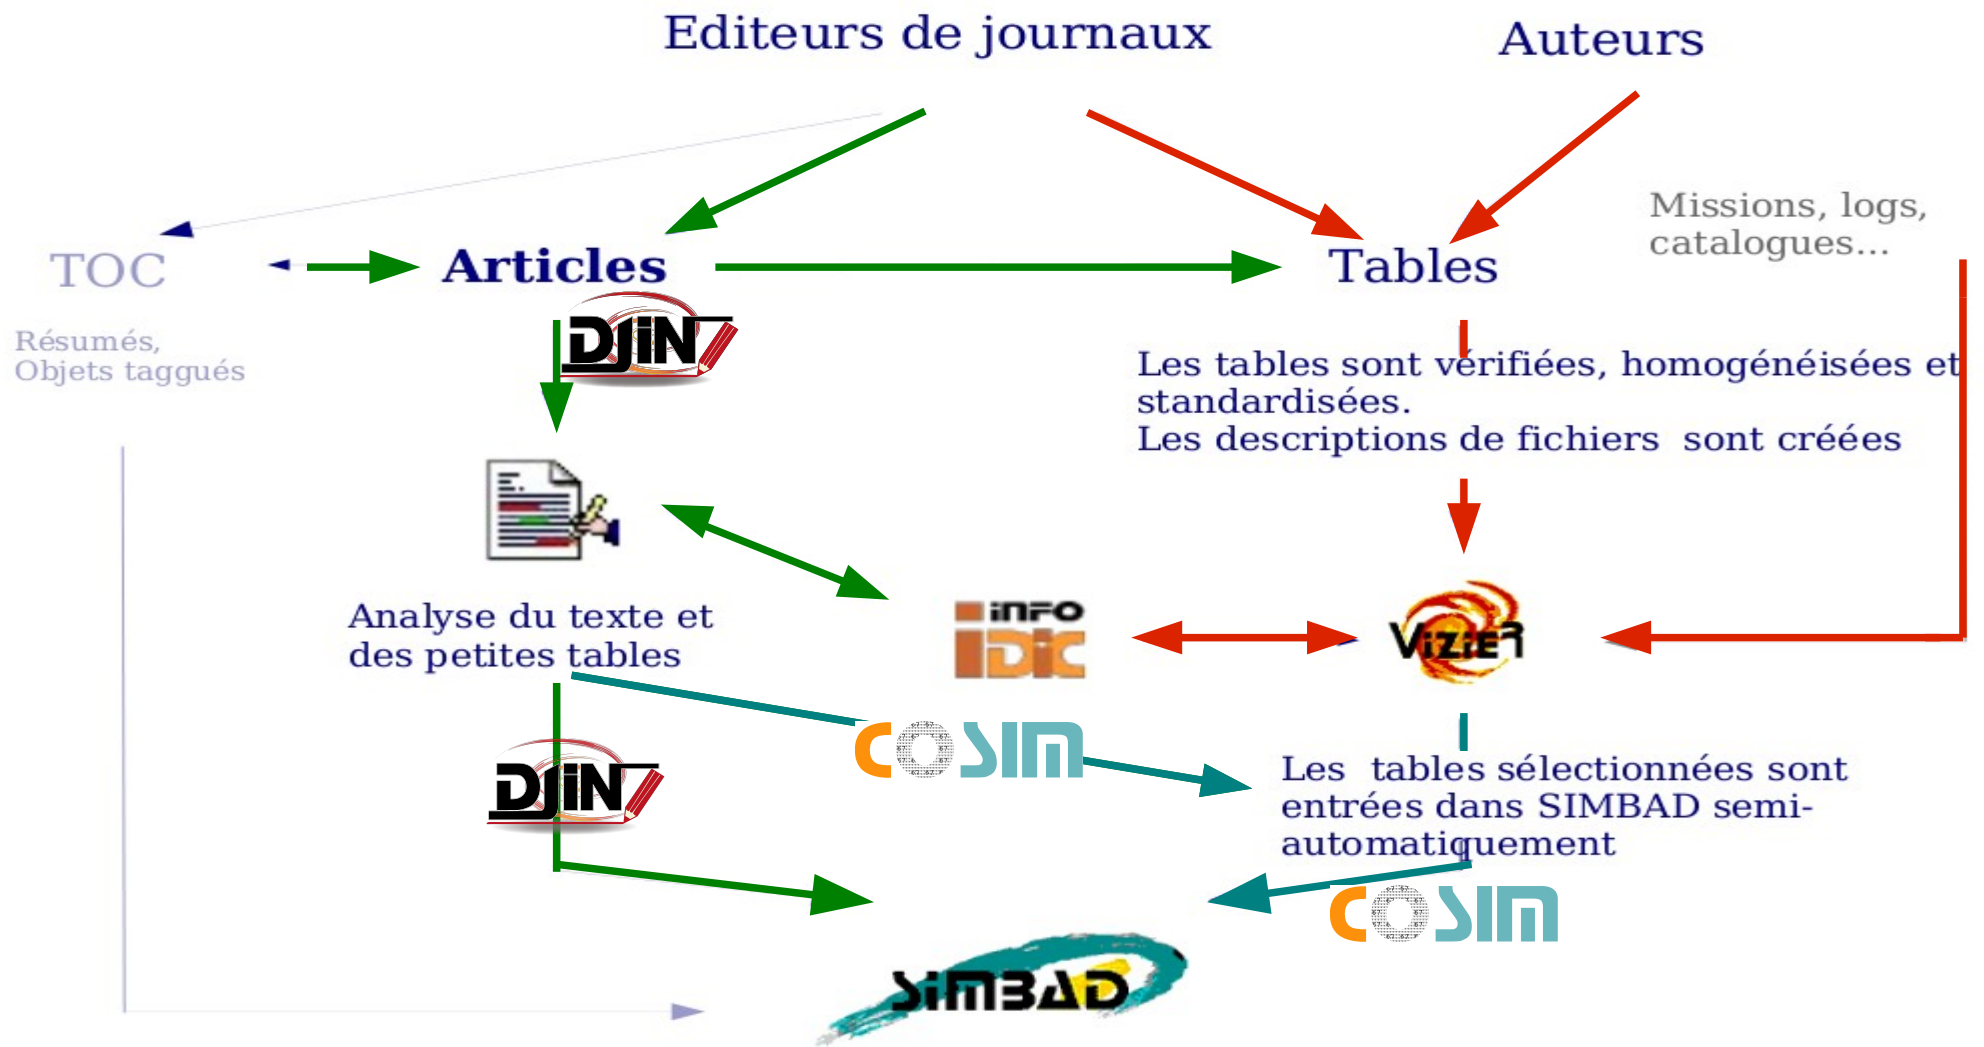 Editeurs de journaux
Auteurs
Missions, logs,
catalogues...
TOC
Articles
Tables
Résumés,
Objets taggués
DJIN
Les tables sont vérifiées, homogénéisées et
standardisées.
Les descriptions de fichiers  sont créées
Analyse du texte et
des petites tables
INFO
IDIC
VIZIER
COSIM
DJIN
Les  tables sélectionnées sont
entrées dans SIMBAD semi-
automatiquement
COSIM
SIMBAD